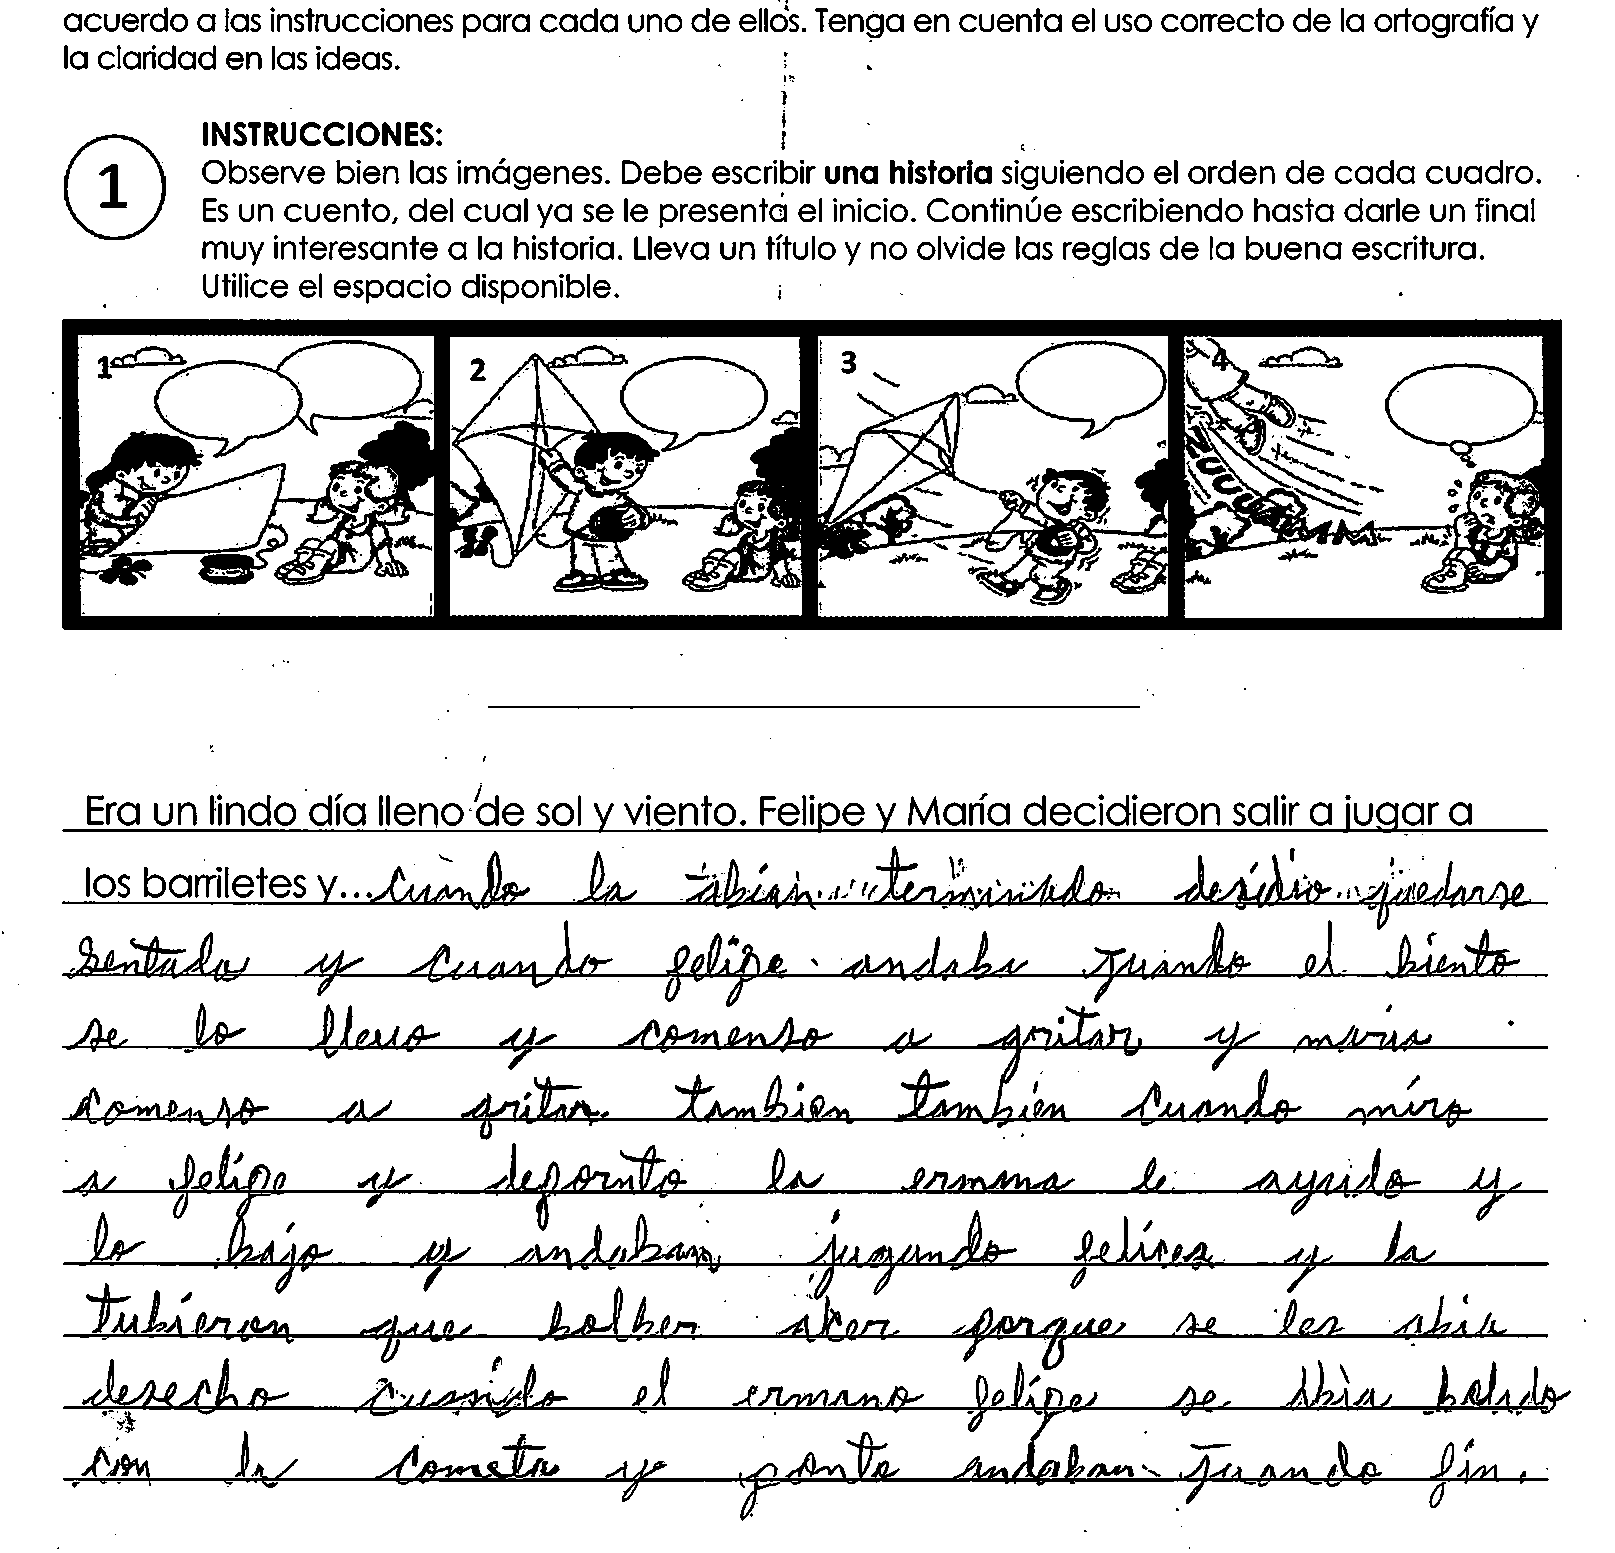 acuerdo a las instrucciones para cada uno de ellos. Tenga en cuenta el uso correcto de la ortografía y
la claridad en las ideas.
1
INSTRUCCIONES:
Observe bien las imágenes. Debe escribir una historia siguiendo el orden de cada cuadro.
Es un cuento, del cual ya se le presenta el inicio. Continúe escribiendo hasta darle un final
muy interesante a la historia. Lleva un título y no olvide las reglas de la buena escritura.
Utilice el espacio disponible.
1 2 3 4
Era un lindo día lleno de sol y viento. Felipe y María decidieron salir a jugar a
los barriletes y...cuando la abian terminado desidio quedarse
sentada y cuando felipe andaba juando el biento
se lo lleuo y comenso a gritar y maria
comenso a gritar tambien también cuando miro
a felipe y depornto la ermana le ayudo y
lo bajo y andaban jugando felices y la
tubieron que bolber aser porque se les abia
desecho cuando el ermano felipe se abia bolado
con la cometa y ponto andaban juando fin.